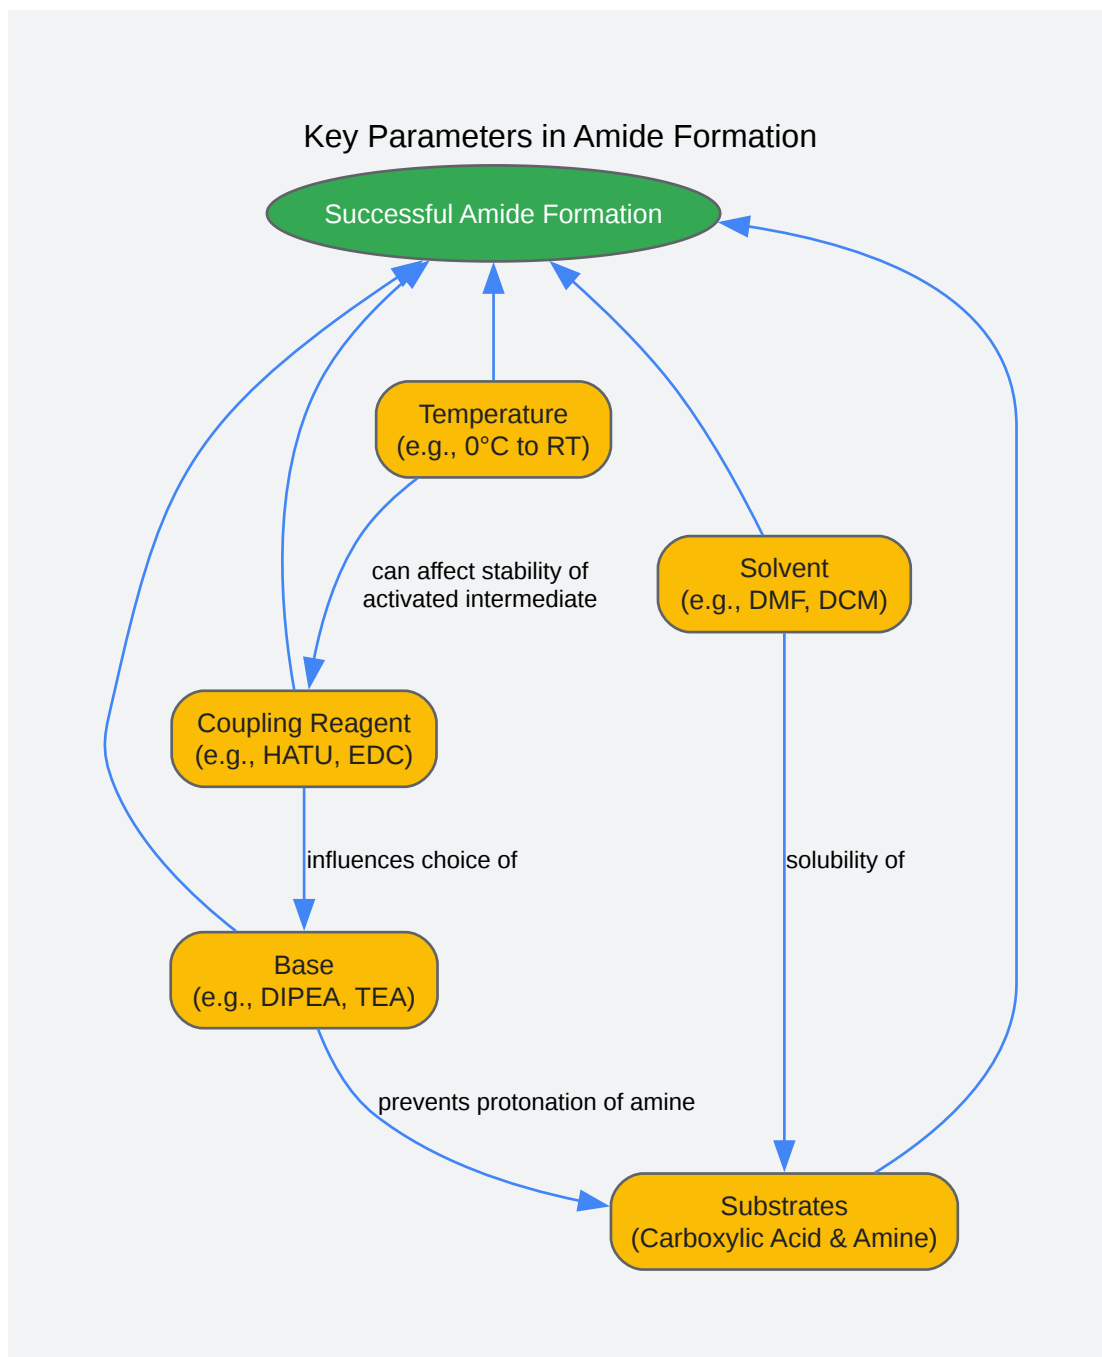 Key Parameters in Amide Formation
Successful Amide Formation
Temperature
(e.g., 0°C to RT)
Solvent
(e.g., DMF, DCM)
can affect stability of
activated intermediate
Coupling Reagent
(e.g., HATU, EDC)
influences choice of
solubility of
Base
(e.g., DIPEA, TEA)
prevents protonation of amine
Substrates
(Carboxylic Acid & Amine)